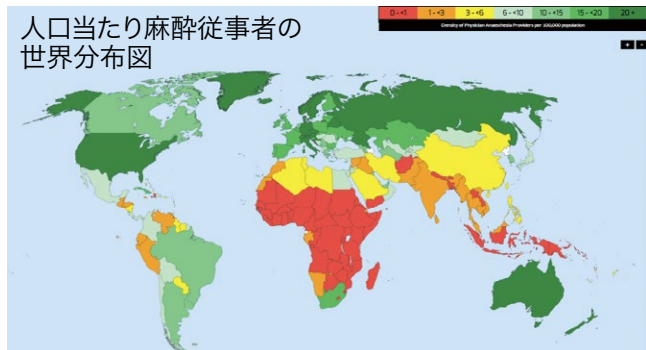 人口当たり麻酔従事者の
世界分布図
0 - <1 1 - <3 3 - <6 6 - <10 10 - <15 15 - <20 20 +
Density of Physician Anaesthesia Providers per 100,000 population
+ -